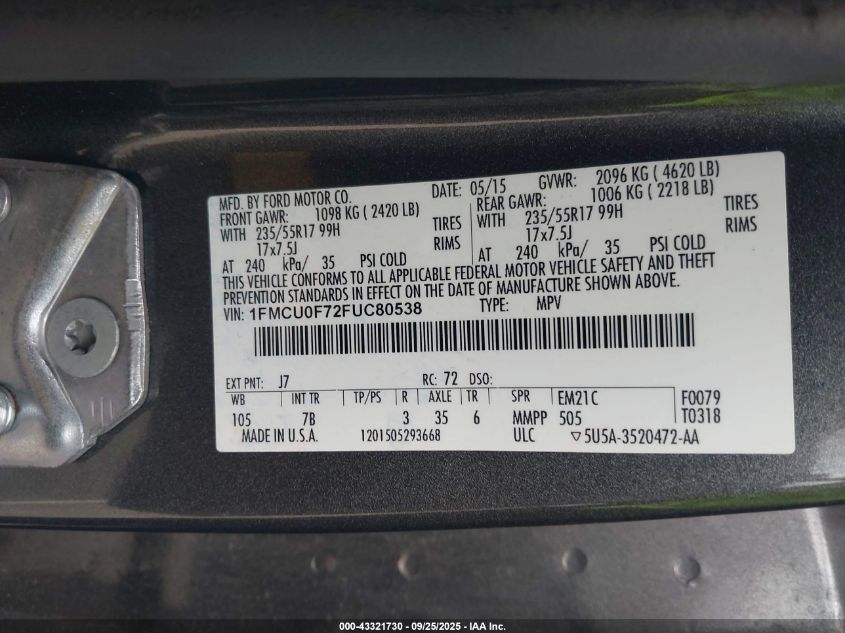 MFD. BY FORD MOTOR CO. DATE: 05/15 GVWR: 2096 KG ( 4620 LB)
FRONT GAWR: 1098 KG ( 2420 LB) REAR GAWR: 1006 KG ( 2218 LB)
WITH 235/55R17 99H TIRES WITH 235/55R17 99H TIRES
17x7.5J RIMS 17x7.5J RIMS
AT 240 kPa/ 35 PSI COLD AT 240 kPa/ 35 PSI COLD
THIS VEHICLE CONFORMS TO ALL APPLICABLE FEDERAL MOTOR VEHICLE SAFETY AND THEFT
PREVENTION STANDARDS IN EFFECT ON THE DATE OF MANUFACTURE SHOWN ABOVE.
VIN: 1FMCU0F72FUC80538 TYPE: MPV
EXT PNT: J7 RC: 72 DSO:
WB INT TR TP/PS R AXLE TR SPR EM21C F0079
105 7B 3 35 6 MMPP 505 T0318
MADE IN U.S.A. 1201505293668 ULC ▽5U5A-3520472-AA
000-43321730 - 09/25/2025 - IAA Inc.